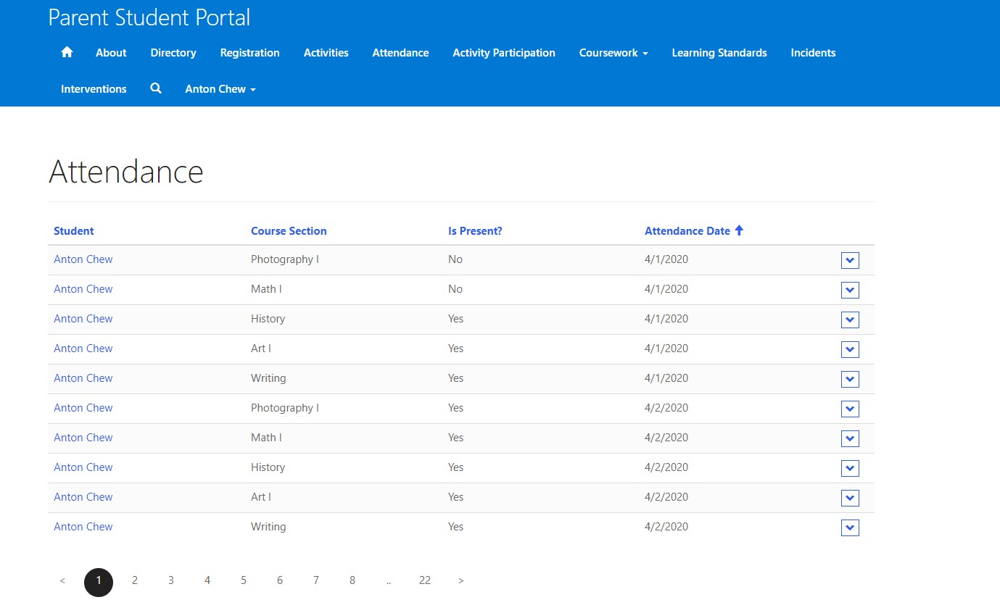 Parent Student Portal
About Directory Registration Activities Attendance Activity Participation Coursework Learning Standards Incidents
Interventions Anton Chew
Attendance
Student Course Section Is Present? Attendance Date
Anton Chew Photography I No 4/1/2020
Anton Chew Math I No 4/1/2020
Anton Chew History Yes 4/1/2020
Anton Chew Art I Yes 4/1/2020
Anton Chew Writing Yes 4/1/2020
Anton Chew Photography I Yes 4/2/2020
Anton Chew Math I Yes 4/2/2020
Anton Chew History Yes 4/2/2020
Anton Chew Art I Yes 4/2/2020
Anton Chew Writing Yes 4/2/2020
< 1 2 3 4 5 6 7 8 .. 22 >